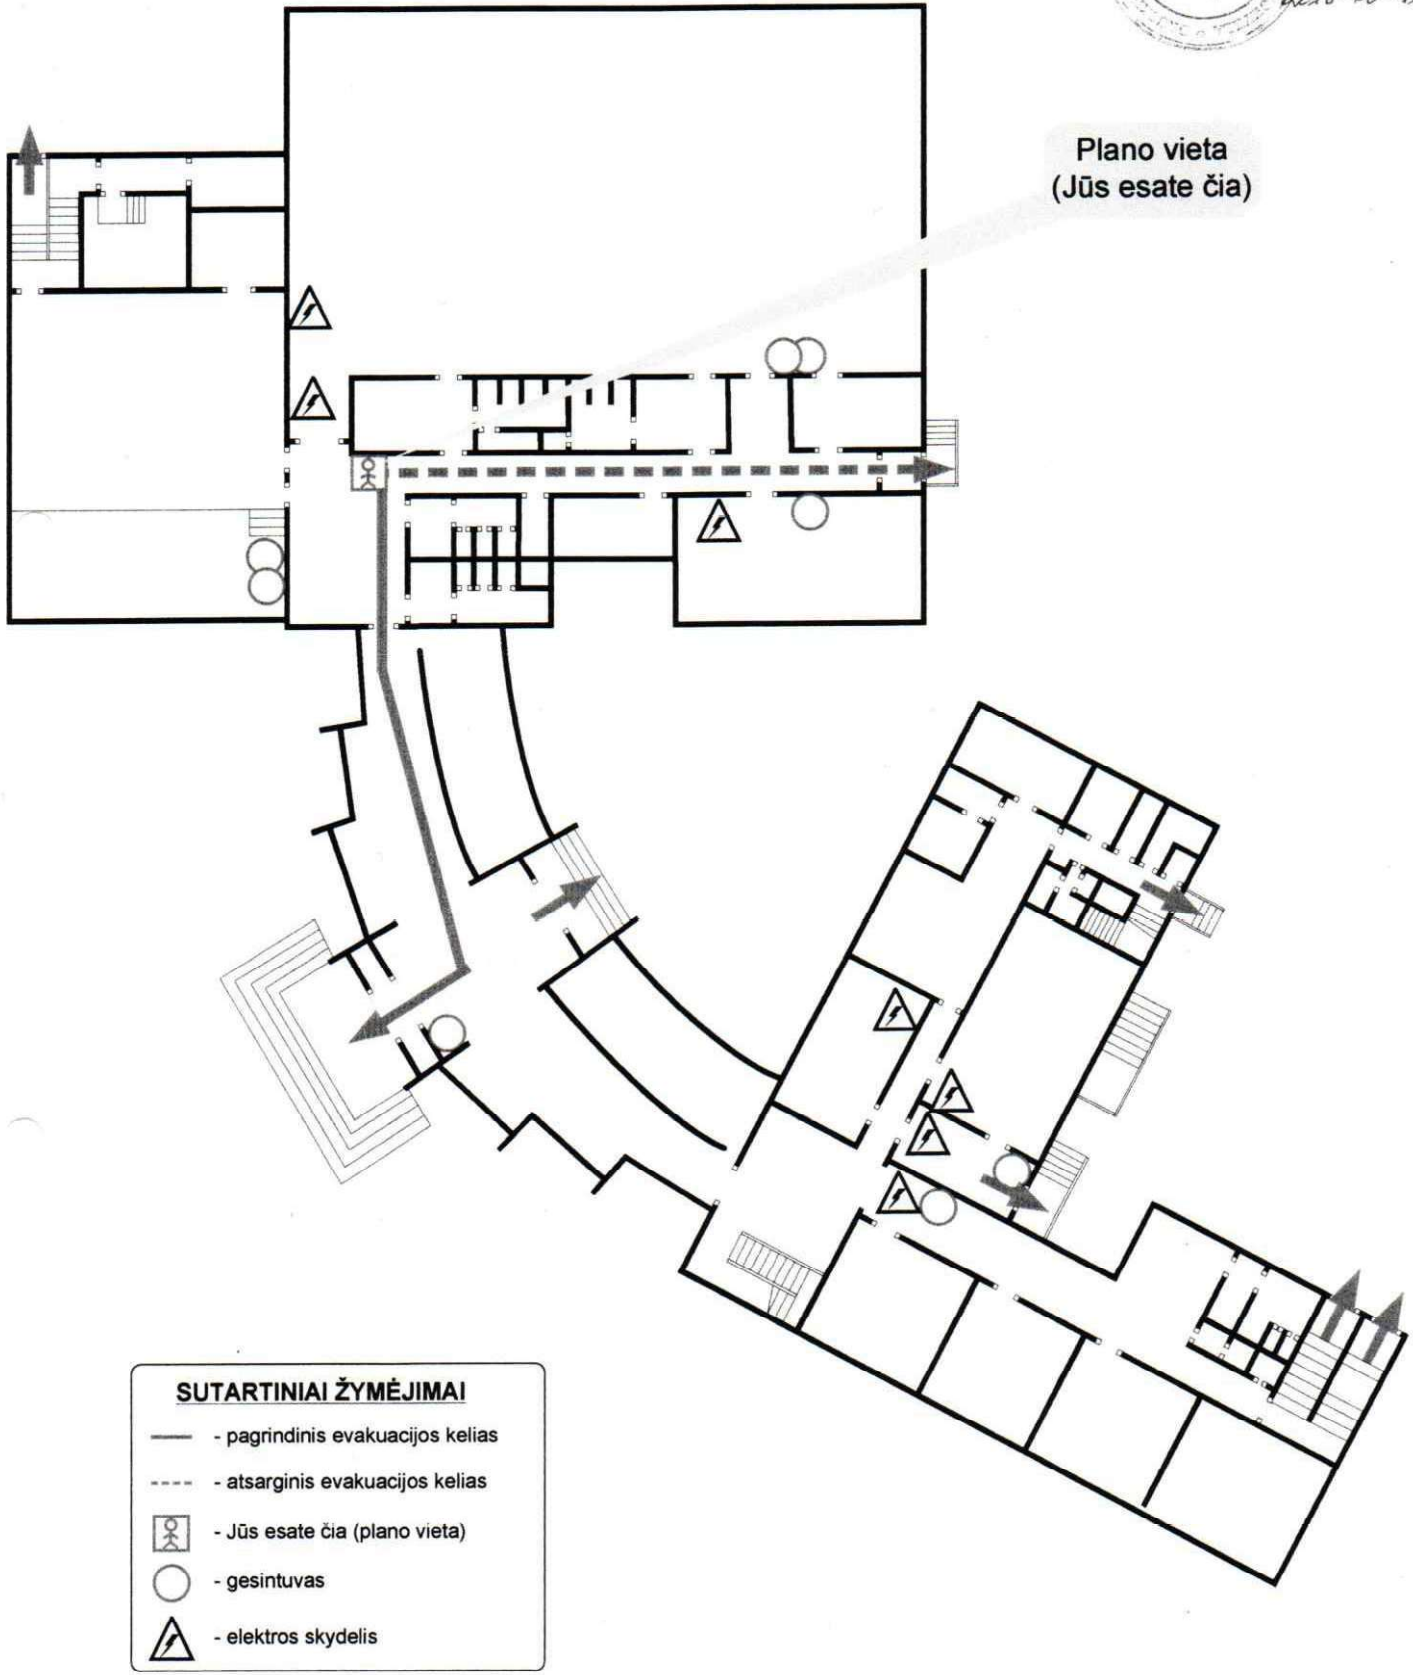 Plano vieta
(Jūs esate čia)
SUTARTINIAI ŽYMĖJIMAI
- pagrindinis evakuacijos kelias
- atsarginis evakuacijos kelias
- Jūs esate čia (plano vieta)
- gesintuvas
- elektros skydelis